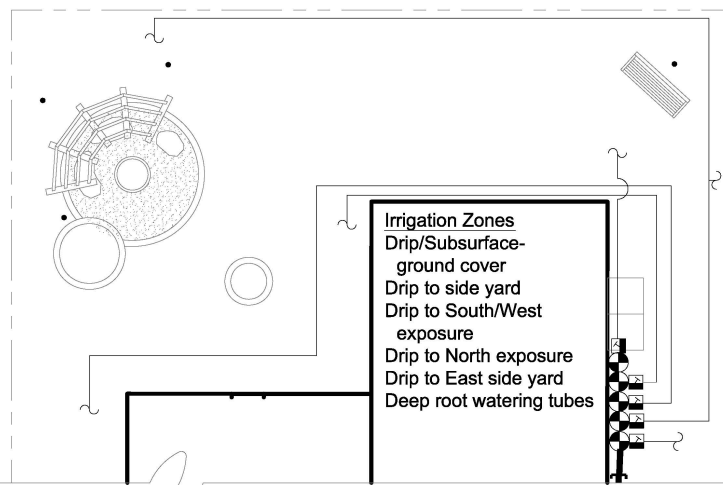 Irrigation Zones
Drip/Subsurface-
ground cover
Drip to side yard
Drip to South/West
exposure
Drip to North exposure
Drip to East side yard
Deep root watering tubes